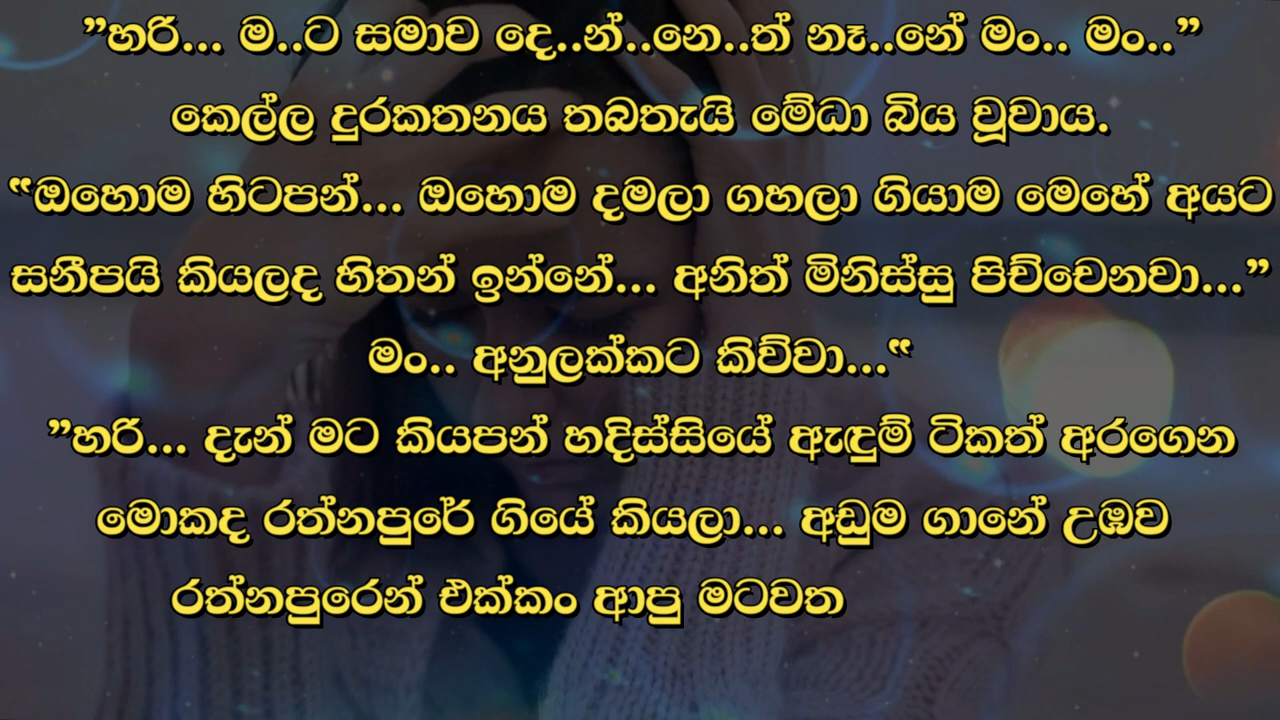 ”හරි... ම..ට සමාව දෙ..න්..නෙ..ත් නෑ..නේ මං.. මං..”
කෙල්ල දුරකතනය තබතැයි මේධා බිය වූවාය.
“ඔහොම හිටපන්... ඔහොම දමලා ගහලා ගියාම මෙහේ අයට
සනීපයි කියලද හිතන් ඉන්නේ... අනිත් මිනිස්සු පිච්චෙනවා...”
මං.. අනුලක්කට කිව්වා...“
”හරි... දැන් මට කියපන් හදිස්සියේ ඇඳුම් ටිකත් අරගෙන
මොකද රත්නපුරේ ගියේ කියලා... අඩුම ගානේ උඹව
රත්නපුරෙන් එක්කං ආපු මටවත